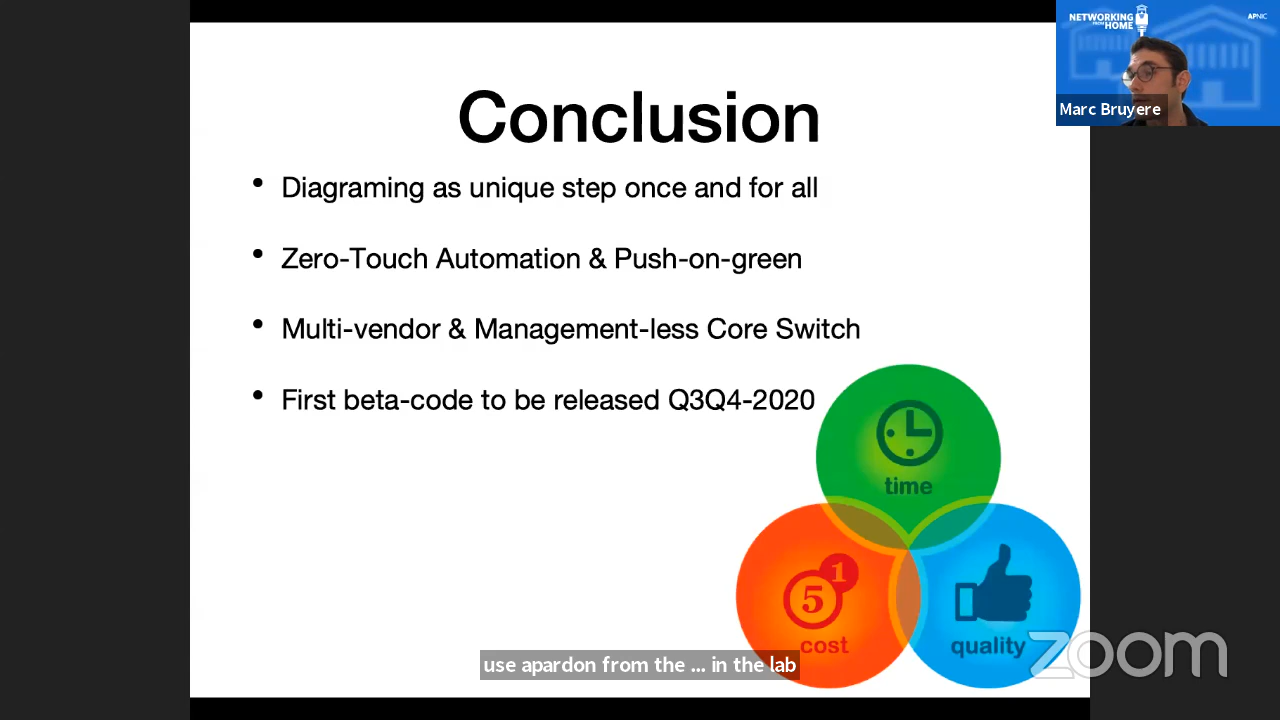 NETWORKING
FROM
HOME
APNIC
Marc Bruyere
Conclusion
• Diagraming as unique step once and for all
• Zero-Touch Automation & Push-on-green
• Multi-vendor & Management-less Core Switch
• First beta-code to be released Q3Q4-2020
time
1
5
cost
quality
use apardon from the ... in the lab
zoom